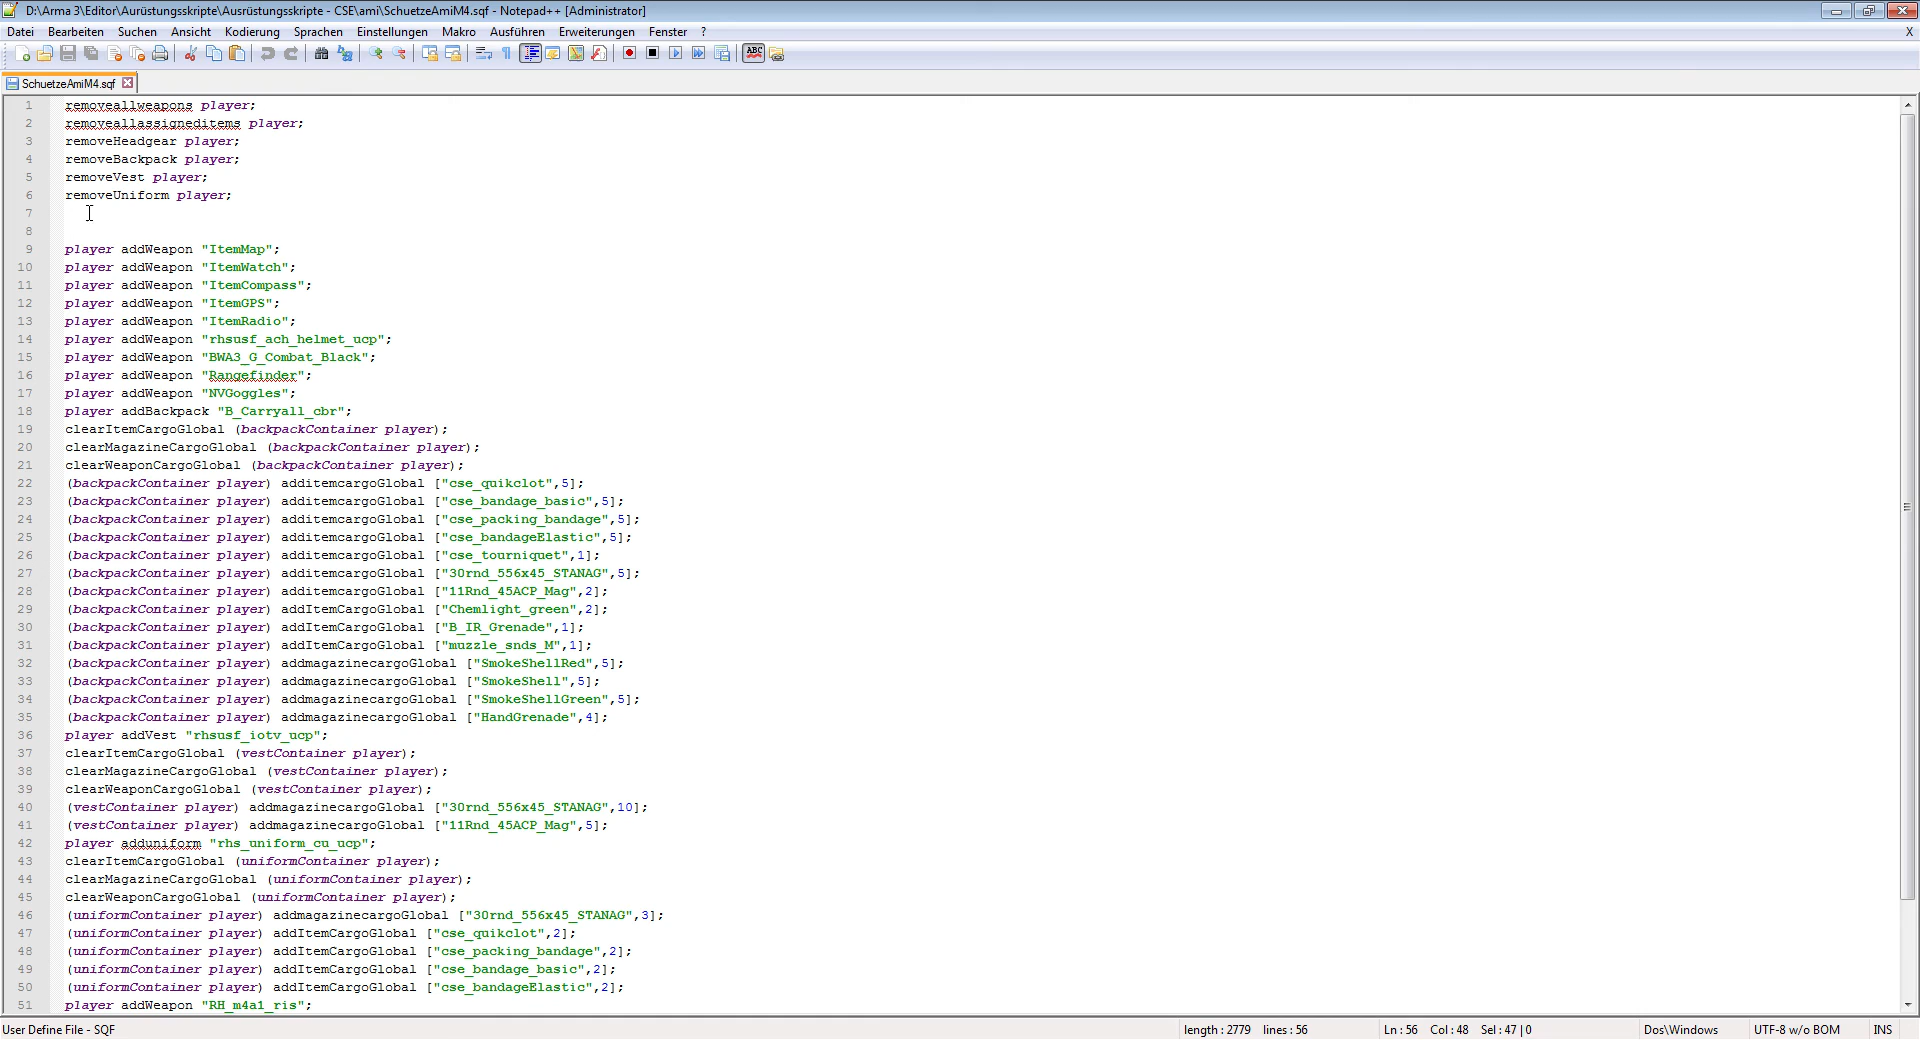 D:\Arma 3\Editor\Aurüstungsskripte\Ausrüstungsskripte - CSE\ami\SchuetzeAmiM4.sqf - Notepad++ [Administrator]
Datei Bearbeiten Suchen Ansicht Kodierung Sprachen Einstellungen Makro Ausführen Erweiterungen Fenster ? X
ABC
SchuetzeAmiM4.sqf
1 removeallweapons player;
2 removeallassigneditems player;
3 removeHeadgear player;
4 removeBackpack player;
5 removeVest player;
6 removeUniform player;
7
8
9 player addWeapon "ItemMap";
10 player addWeapon "ItemWatch";
11 player addWeapon "ItemCompass";
12 player addWeapon "ItemGPS";
13 player addWeapon "ItemRadio";
14 player addWeapon "rhsusf_ach_helmet_ucp";
15 player addWeapon "BWA3_G_Combat_Black";
16 player addWeapon "Rangefinder";
17 player addWeapon "NVGoggles";
18 player addBackpack "B_Carryall_cbr";
19 clearItemCargoGlobal (backpackContainer player);
20 clearMagazineCargoGlobal (backpackContainer player);
21 clearWeaponCargoGlobal (backpackContainer player);
22 (backpackContainer player) additemcargoGlobal ["cse_quikclot",5];
23 (backpackContainer player) additemcargoGlobal ["cse_bandage_basic",5];
24 (backpackContainer player) additemcargoGlobal ["cse_packing_bandage",5];
25 (backpackContainer player) additemcargoGlobal ["cse_bandageElastic",5];
26 (backpackContainer player) additemcargoGlobal ["cse_tourniquet",1];
27 (backpackContainer player) additemcargoGlobal ["30rnd_556x45_STANAG",5];
28 (backpackContainer player) additemcargoGlobal ["11Rnd_45ACP_Mag",2];
29 (backpackContainer player) addItemCargoGlobal ["Chemlight_green",2];
30 (backpackContainer player) addItemCargoGlobal ["B_IR_Grenade",1];
31 (backpackContainer player) addItemCargoGlobal ["muzzle_snds_M",1];
32 (backpackContainer player) addmagazinecargoGlobal ["SmokeShellRed",5];
33 (backpackContainer player) addmagazinecargoGlobal ["SmokeShell",5];
34 (backpackContainer player) addmagazinecargoGlobal ["SmokeShellGreen",5];
35 (backpackContainer player) addmagazinecargoGlobal ["HandGrenade",4];
36 player addVest "rhsusf_iotv_ucp";
37 clearItemCargoGlobal (vestContainer player);
38 clearMagazineCargoGlobal (vestContainer player);
39 clearWeaponCargoGlobal (vestContainer player);
40 (vestContainer player) addmagazinecargoGlobal ["30rnd_556x45_STANAG",10];
41 (vestContainer player) addmagazinecargoGlobal ["11Rnd_45ACP_Mag",5];
42 player adduniform "rhs_uniform_cu_ucp";
43 clearItemCargoGlobal (uniformContainer player);
44 clearMagazineCargoGlobal (uniformContainer player);
45 clearWeaponCargoGlobal (uniformContainer player);
46 (uniformContainer player) addmagazinecargoGlobal ["30rnd_556x45_STANAG",3];
47 (uniformContainer player) addItemCargoGlobal ["cse_quikclot",2];
48 (uniformContainer player) addItemCargoGlobal ["cse_packing_bandage",2];
49 (uniformContainer player) addItemCargoGlobal ["cse_bandage_basic",2];
50 (uniformContainer player) addItemCargoGlobal ["cse_bandageElastic",2];
51 player addWeapon "RH_m4a1_ris";
User Define File - SQF length : 2779 lines : 56 Ln : 56 Col : 48 Sel : 47 | 0 Dos\Windows UTF-8 w/o BOM INS